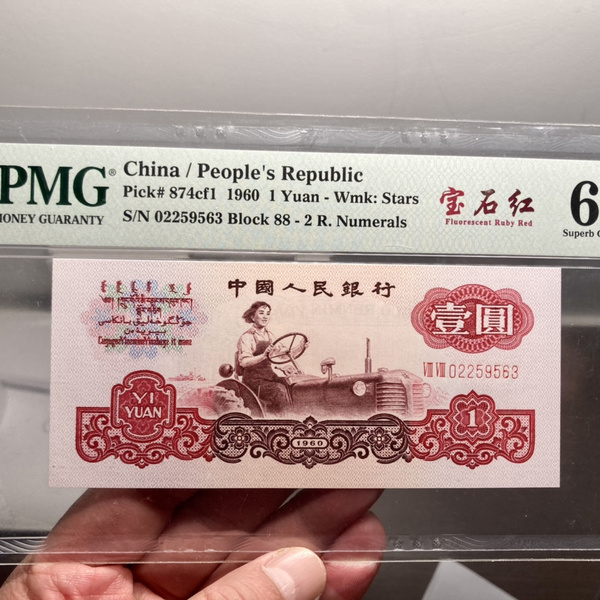 PMG®
MONEY GUARANTY
China / People's Republic
Pick# 874cf1 1960 1 Yuan - Wmk: Stars
S/N 02259563 Block 88 - 2 R. Numerals
宝石红
Fluorescent Ruby Red
6
Superb
中國人民銀行
壹圓
VIII VIII 02259563
YI
YUAN
1960
1